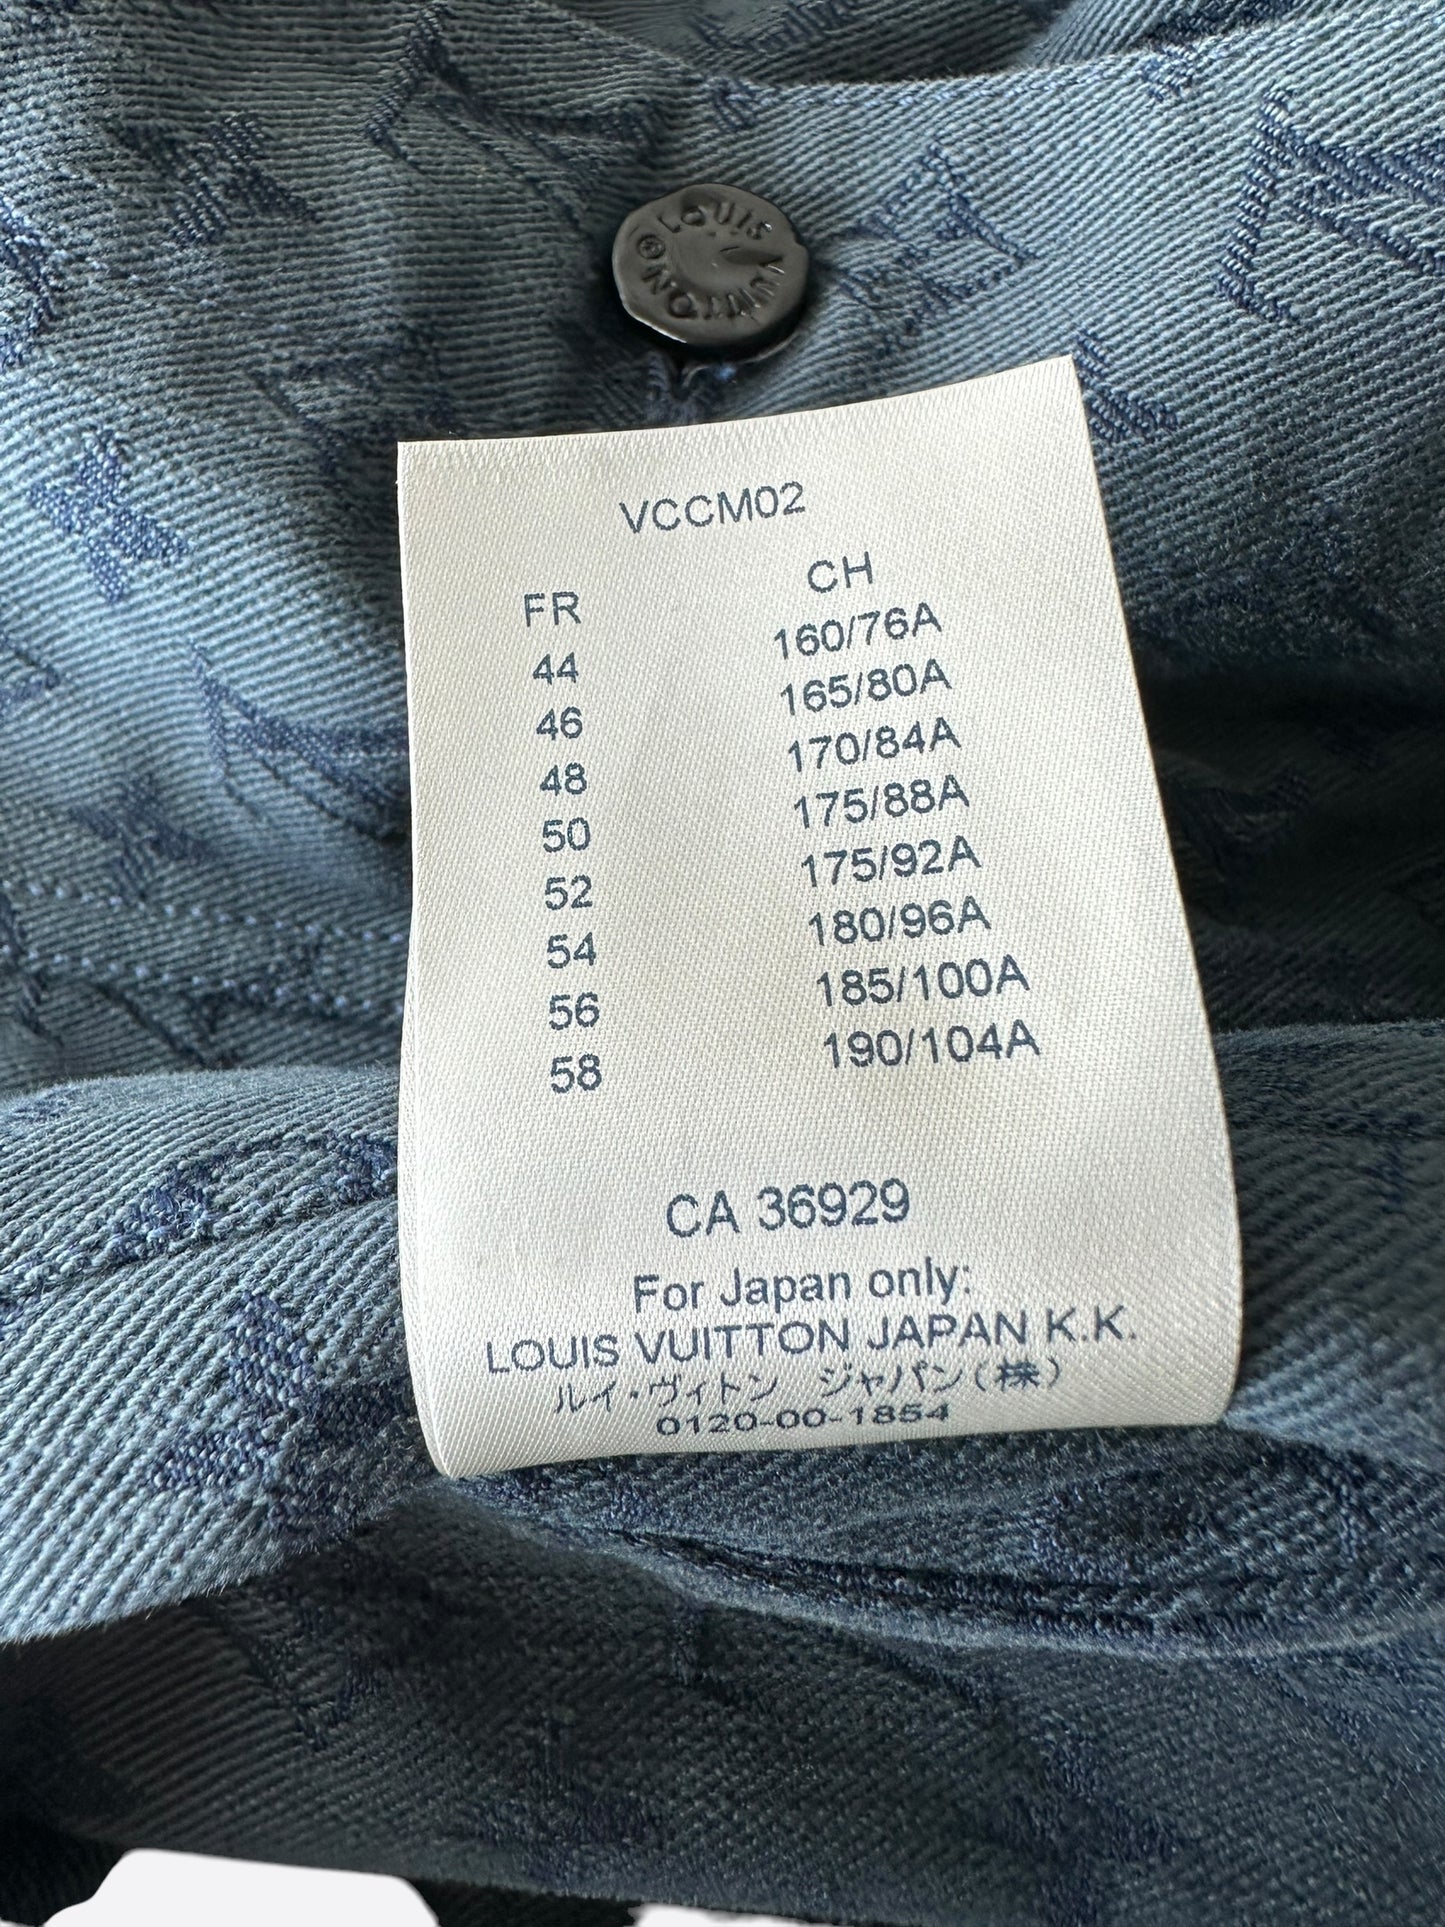 LOUIS VUITTON ®
VCCM02
FR CH
44 160/76A
46 165/80A
48 170/84A
50 175/88A
52 175/92A
54 180/96A
56 185/100A
58 190/104A
CA 36929
For Japan only:
LOUIS VUITTON JAPAN K.K.
ルイ・ヴィトン ジャパン(株)
0120-00-1854